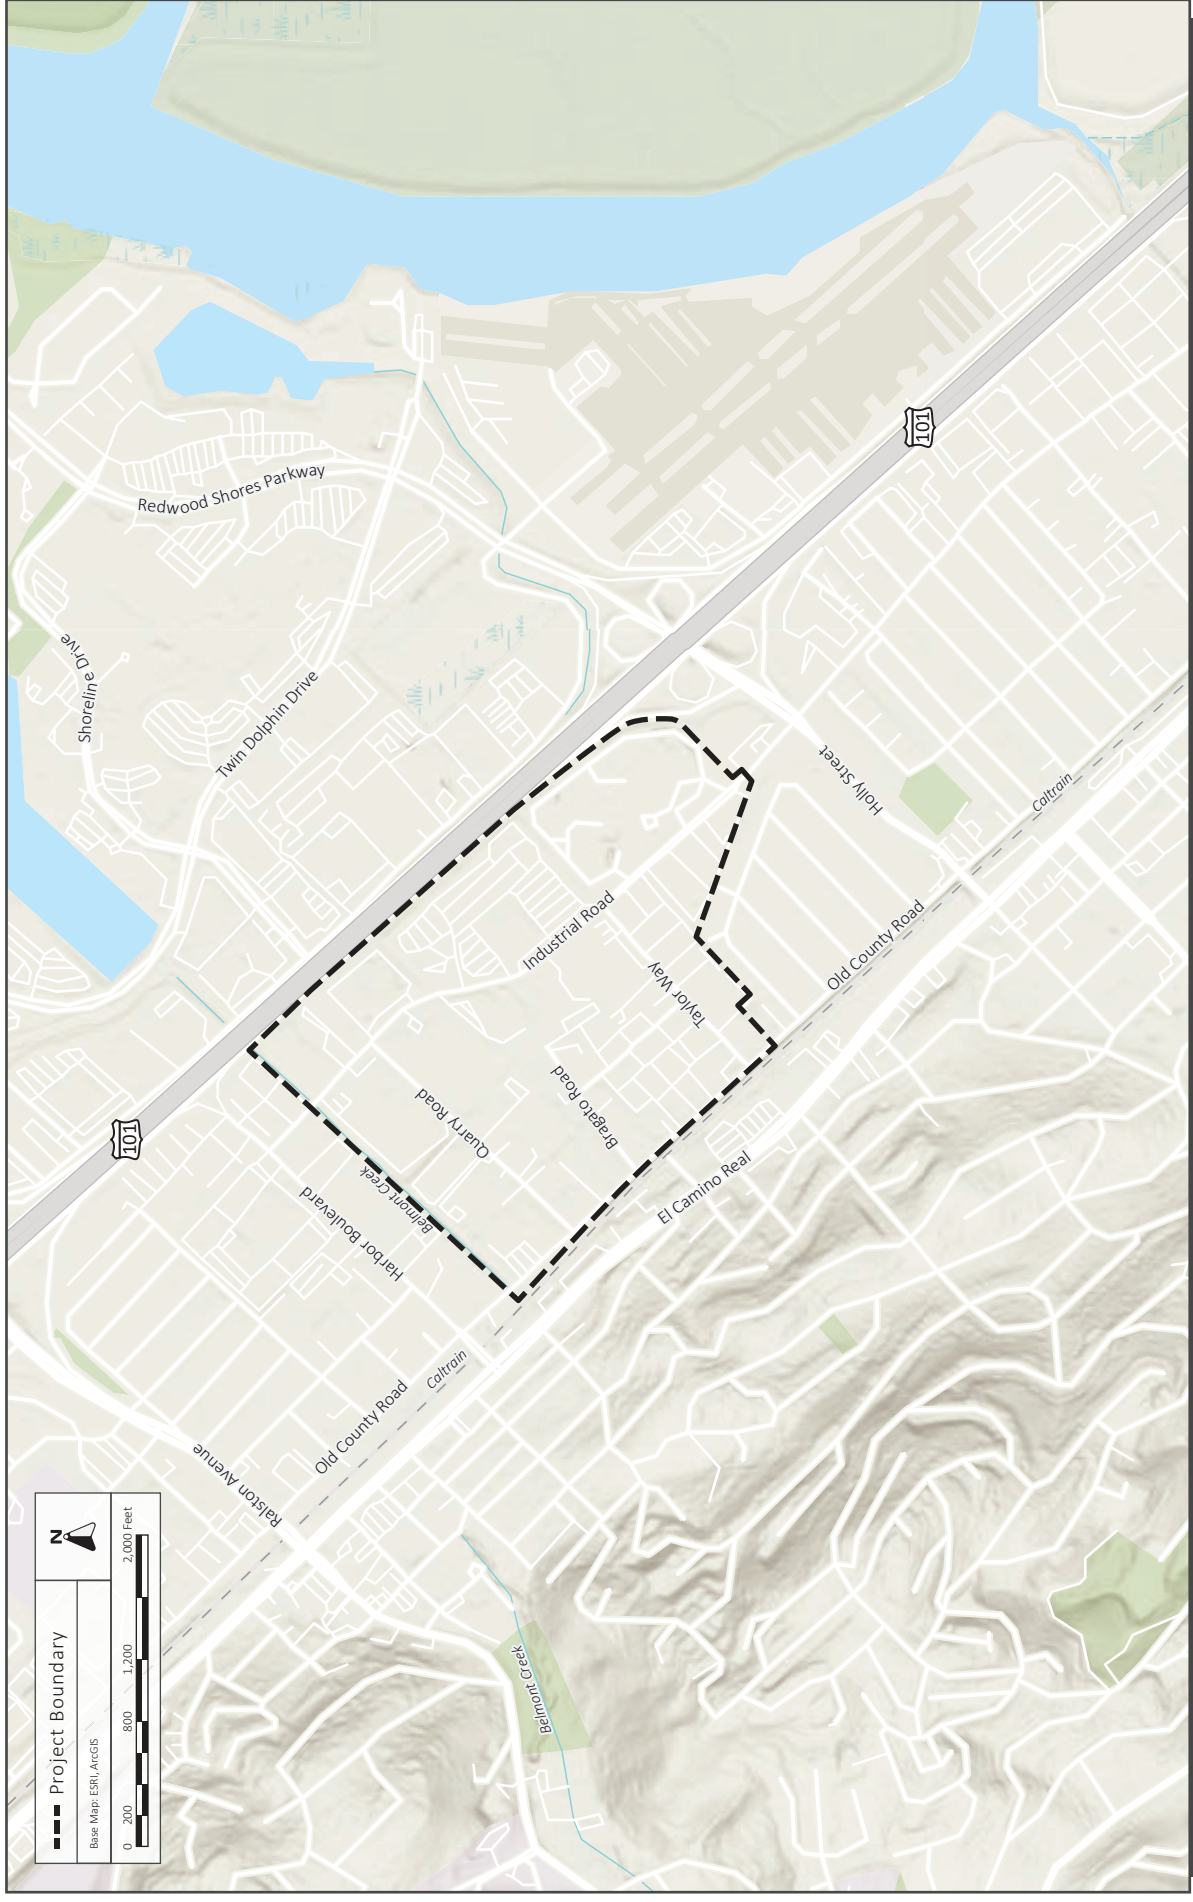 Redwood Shores Parkway
Shoreline Drive
Twin Dolphin Drive
101
Holly Street
Caltrain
Industrial Road
Old County Road
Taylor Way
Bragato Road
Quarry Road
El Camino Real
101
Belmont Creek
Harbor Boulevard
Caltrain
Old County Road
Ralston Avenue
Belmont Creek
Project Boundary
N
Base Map: ESRI, ArcGIS
0 200 800 1,200 2,000 Feet